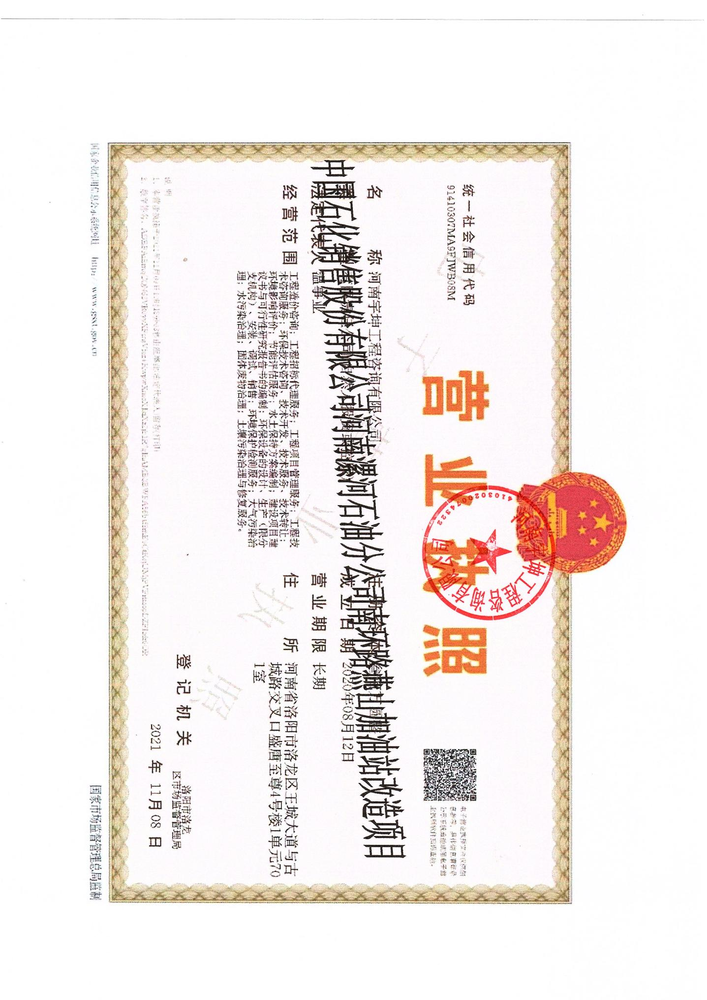 营业执照
统一社会信用代码
91410307MA9FJWB08M
名称 河南宇坤工程咨询有限公司
法定代表人 温事业
经营范围 工程造价咨询；工程招标代理服务；工程项目管理服务；工程技
术咨询服务；环保技术咨询、技术开发、技术服务、技术转让；
环境影响评价；节能评估服务；水土保持方案编制；建设项目建
议书与可行性研究报告书的编制；环保设备的设计、生产（限分
支机构）、安装、调试、销售；环境保护检测服务；大气污染治
理；水污染治理；固体废物治理；土壤污染治理与修复服务。
成立日期 2020年08月12日
营业期限 长期
住所 河南省洛阳市洛龙区王城大道与古
城路交叉口盛唐至尊4号楼1单元70
1室
中国石化销售股份有限公司河南漯河石油分公司南环路燕山加油站改造项目
河南宇坤工程咨询有限公司
4103020074322
登记机关
洛阳市洛龙
区市场监督管理局
2021 年 11月 08 日
说明
国家企业信用信息公示系统网址 http://www.gsxt.gov.cn
国家市场监督管理总局监制